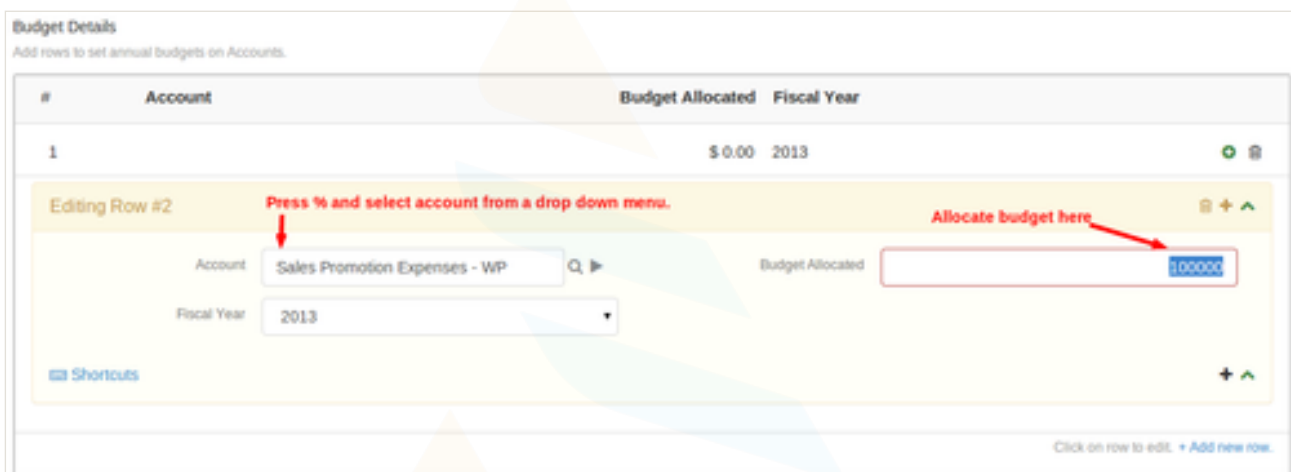 Budget Details
Add rows to set annual budgets on Accounts.
# Account Budget Allocated Fiscal Year
1 $ 0.00 2013
Editing Row #2 Press % and select account from a drop down menu. Allocate budget here
Account Sales Promotion Expenses - WP Budget Allocated 100000
Fiscal Year 2013
Shortcuts
Click on row to edit. + Add new row.